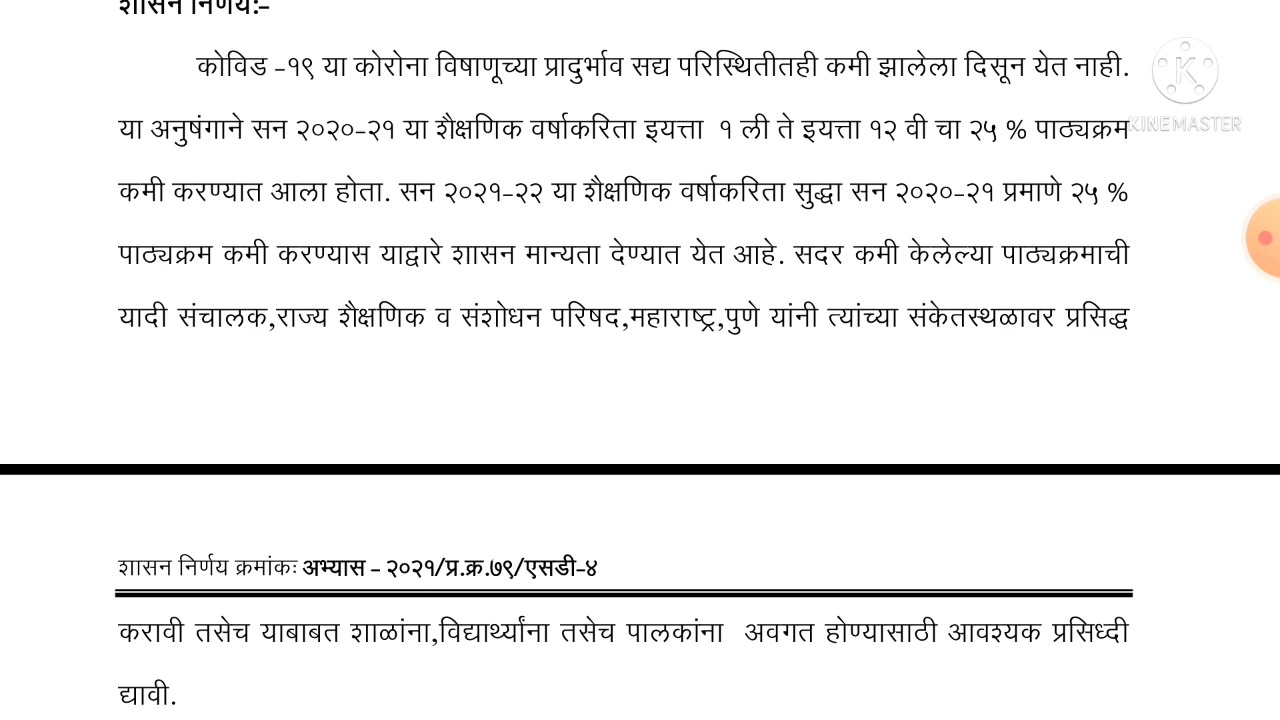 शासन निर्णय:-
कोविड -१९ या कोरोना विषाणूच्या प्रादुर्भाव सद्य परिस्थितीतही कमी झालेला दिसून येत नाही.
या अनुषंगाने सन २०२०-२१ या शैक्षणिक वर्षाकरिता इयत्ता १ ली ते इयत्ता १२ वी चा २५ % पाठ्यक्रम
कमी करण्यात आला होता. सन २०२१-२२ या शैक्षणिक वर्षाकरिता सुद्धा सन २०२०-२१ प्रमाणे २५ %
पाठ्यक्रम कमी करण्यास याद्वारे शासन मान्यता देण्यात येत आहे. सदर कमी केलेल्या पाठ्यक्रमाची
यादी संचालक,राज्य शैक्षणिक व संशोधन परिषद,महाराष्ट्र,पुणे यांनी त्यांच्या संकेतस्थळावर प्रसिद्ध
K
KINEMASTER
शासन निर्णय क्रमांकः अभ्यास - २०२१/प्र.क्र.७९/एसडी-४
करावी तसेच याबाबत शाळांना,विद्यार्थ्यांना तसेच पालकांना अवगत होण्यासाठी आवश्यक प्रसिध्दी
द्यावी.